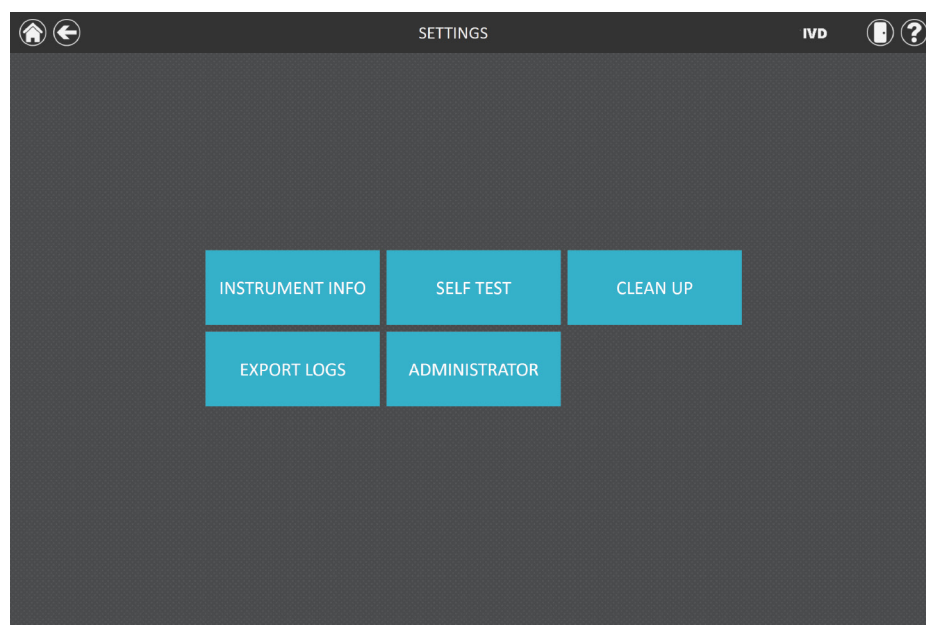 SETTINGS IVD ?
INSTRUMENT INFO SELF TEST CLEAN UP
EXPORT LOGS ADMINISTRATOR